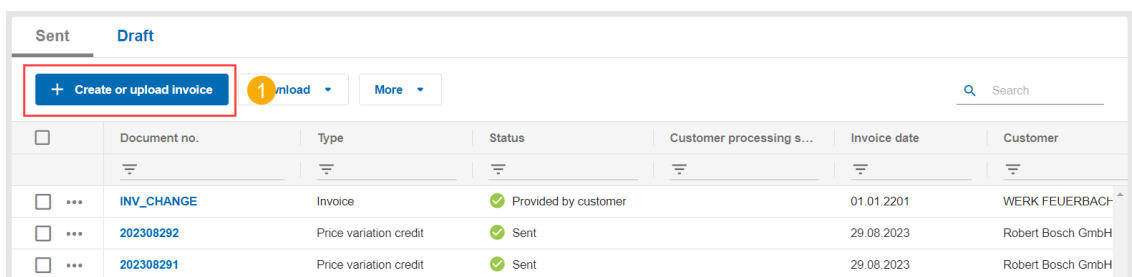 Sent Draft
+ Create or upload invoice 1 nload More Search
Document no. Type Status Customer processing s... Invoice date Customer
INV_CHANGE Invoice Provided by customer 01.01.2201 WERK FEUERBACH
202308292 Price variation credit Sent 29.08.2023 Robert Bosch GmbH
202308291 Price variation credit Sent 29.08.2023 Robert Bosch GmbH